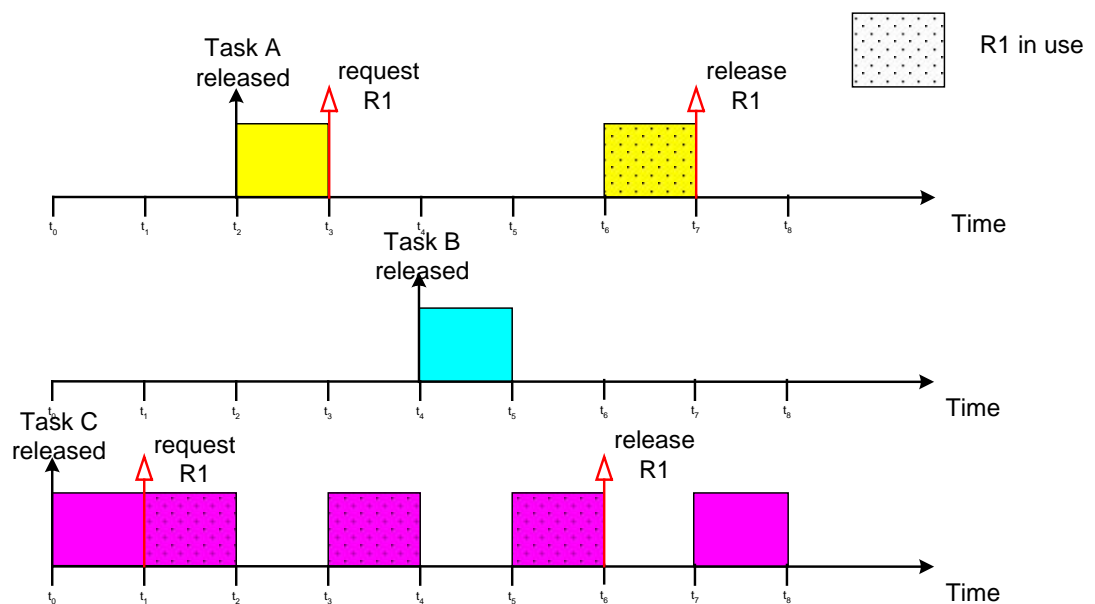 Task A
released
request
R1
release
R1
R1 in use
t₀ t₁ t₂ t₃ t₄ t₅ t₆ t₇ t₈
Time
Task B
released
t₀ t₁ t₂ t₃ t₄ t₅ t₆ t₇ t₈
Time
Task C
released
request
R1
release
R1
t₀ t₁ t₂ t₃ t₄ t₅ t₆ t₇ t₈
Time